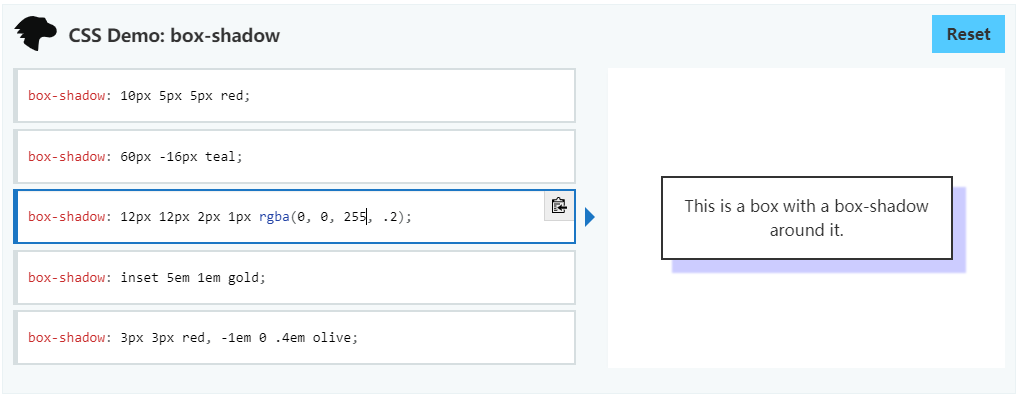 CSS Demo: box-shadow
Reset
box-shadow: 10px 5px 5px red;
box-shadow: 60px -16px teal;
box-shadow: 12px 12px 2px 1px rgba(0, 0, 255, .2);
box-shadow: inset 5em 1em gold;
box-shadow: 3px 3px red, -1em 0 .4em olive;
This is a box with a box-shadow
around it.